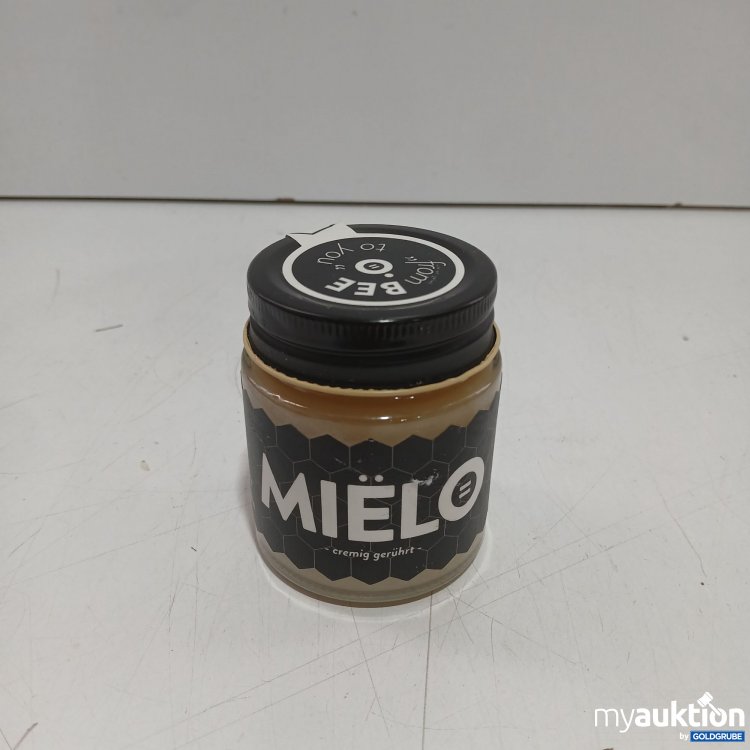 from
BEE
to you
MIËLO
- cremig gerührt -
myauktion
by GOLDGRUBE